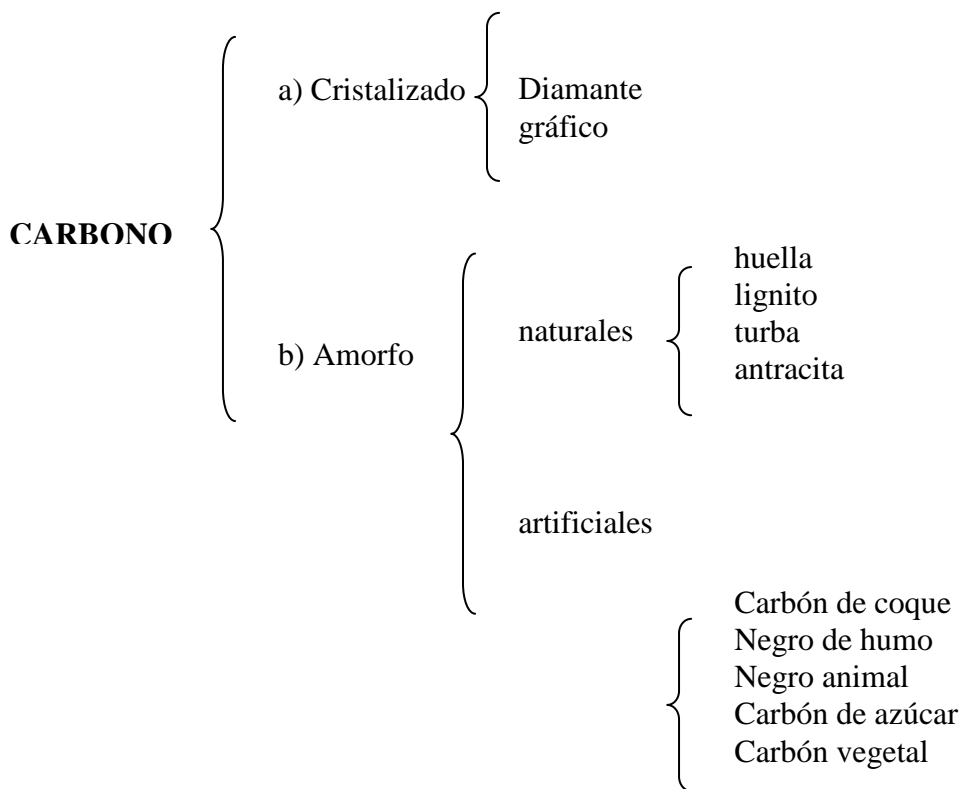 CARBONO
a) Cristalizado
Diamante
gráfico
b) Amorfo
naturales
huella
lignito
turba
antracita
artificiales
Carbón de coque
Negro de humo
Negro animal
Carbón de azúcar
Carbón vegetal